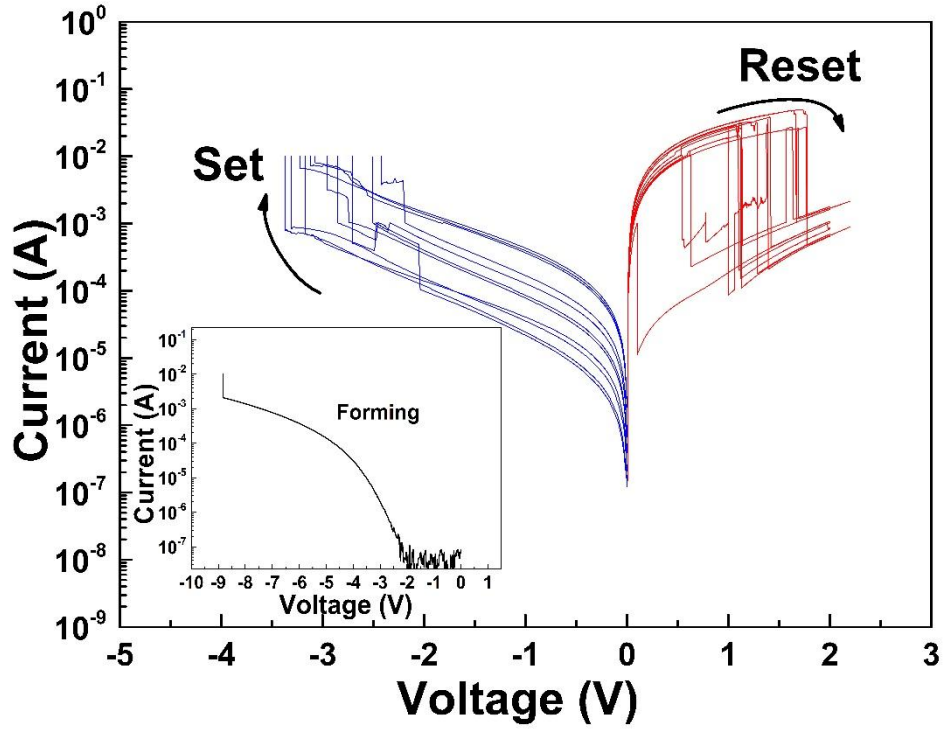 10⁰
10⁻¹
10⁻²
10⁻³
10⁻⁴
10⁻⁵
10⁻⁶
10⁻⁷
10⁻⁸
10⁻⁹
Current (A)
Set
Reset
10⁻¹
10⁻²
10⁻³
10⁻⁴
10⁻⁵
10⁻⁶
10⁻⁷
Current (A)
Forming
-10 -9 -8 -7 -6 -5 -4 -3 -2 -1 0 1
Voltage (V)
-5 -4 -3 -2 -1 0 1 2 3
Voltage (V)